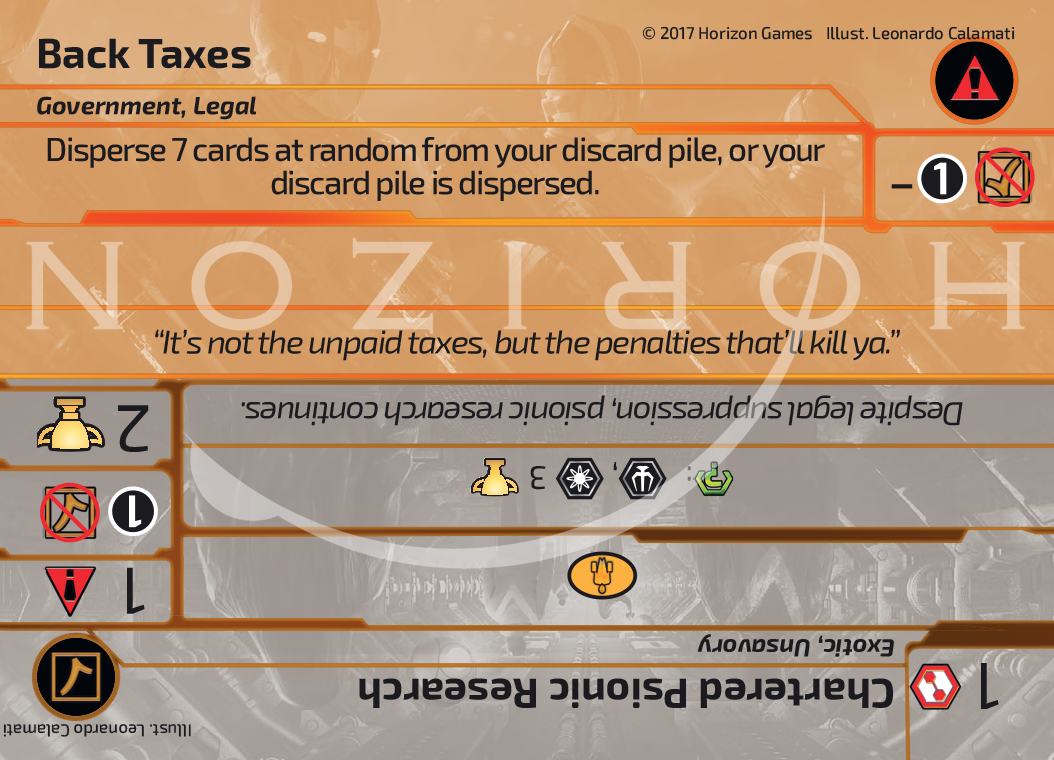 © 2017 Horizon Games Illust. Leonardo Calamati
Back Taxes
Government, Legal
Disperse 7 cards at random from your discard pile, or your
discard pile is dispersed.
– 1
HORIZON
“It’s not the unpaid taxes, but the penalties that’ll kill ya.”
Chartered Psionic Research
1
Exotic, Unsavory
1
1
: , 3
Despite legal suppression, psionic research continues.
2
Illust. Leonardo Calamati